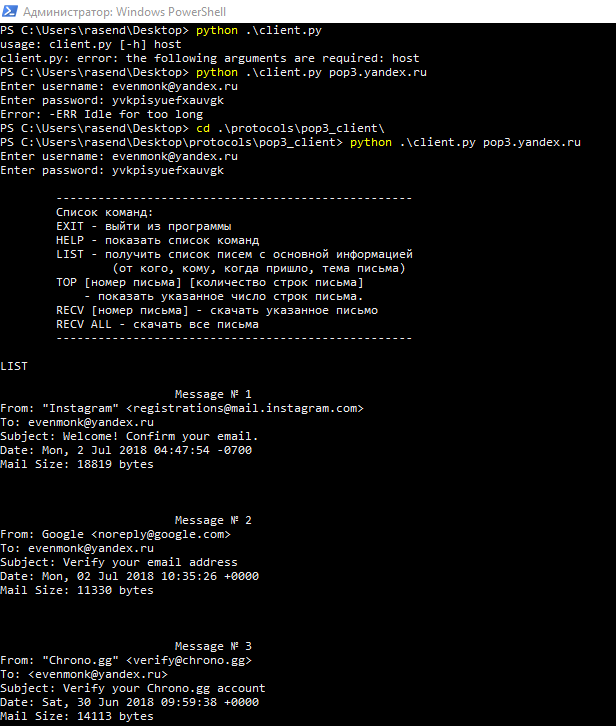 Администратор: Windows PowerShell
PS C:\Users\rasend\Desktop> python .\client.py
usage: client.py [-h] host
client.py: error: the following arguments are required: host
PS C:\Users\rasend\Desktop> python .\client.py pop3.yandex.ru
Enter username: evenmonk@yandex.ru
Enter password: yvkpisyuefxauvgk
Error: -ERR Idle for too long
PS C:\Users\rasend\Desktop> cd .\protocols\pop3_client\
PS C:\Users\rasend\Desktop\protocols\pop3_client> python .\client.py pop3.yandex.ru
Enter username: evenmonk@yandex.ru
Enter password: yvkpisyuefxauvgk
---------------------------------------------------
Список команд:
EXIT - выйти из программы
HELP - показать список команд
LIST - получить список писем с основной информацией
(от кого, кому, когда пришло, тема письма)
TOP [номер письма] [количество строк письма]
- показать указанное число строк письма.
RECV [номер письма] - скачать указанное письмо
RECV ALL - скачать все письма
---------------------------------------------------
LIST
Message № 1
From: "Instagram" <registrations@mail.instagram.com>
To: evenmonk@yandex.ru
Subject: Welcome! Confirm your email.
Date: Mon, 2 Jul 2018 04:47:54 -0700
Mail Size: 18819 bytes
Message № 2
From: Google <noreply@google.com>
To: evenmonk@yandex.ru
Subject: Verify your email address
Date: Mon, 02 Jul 2018 10:35:26 +0000
Mail Size: 11330 bytes
Message № 3
From: "Chrono.gg" <verify@chrono.gg>
To: <evenmonk@yandex.ru>
Subject: Verify your Chrono.gg account
Date: Sat, 30 Jun 2018 09:59:38 +0000
Mail Size: 14113 bytes